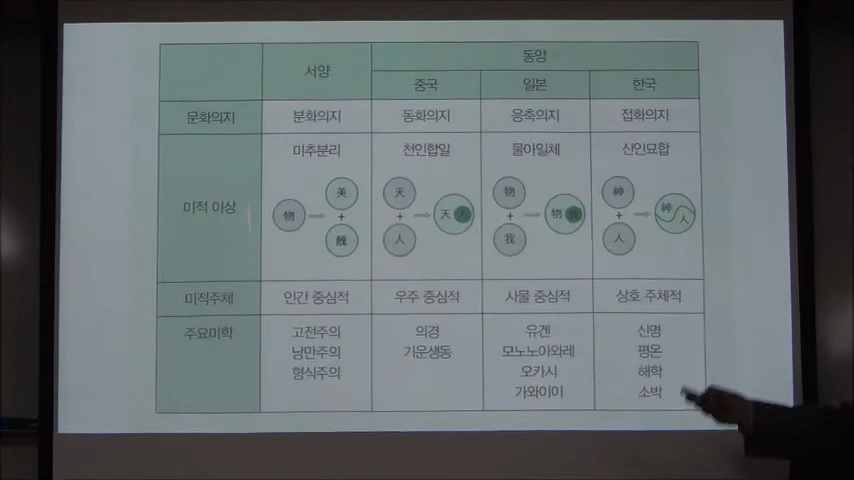 서양
동양
중국
일본
한국
문화의지
분화의지
동화의지
응축의지
접화의지
미적 이상
미추분리
천인합일
물아일체
신인묘합
物
美
+
醜
天
+
人
天
物
+
我
物
神
+
人
神
人
미적주체
인간 중심적
우주 중심적
사물 중심적
상호 주체적
주요미학
고전주의
낭만주의
형식주의
의경
기운생동
유겐
모노노아와레
오카시
가와이이
신명
평온
해학
소박